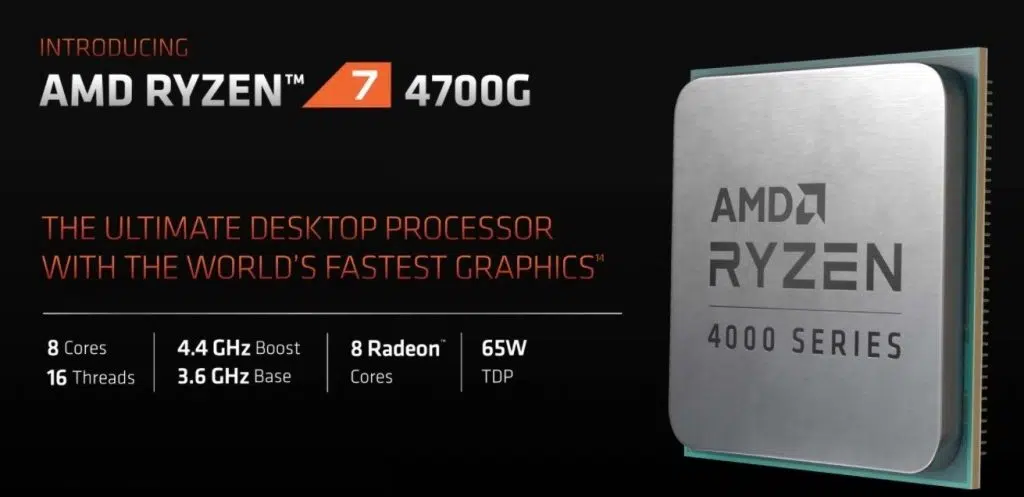 INTRODUCING
AMD RYZEN™ 7 4700G
THE ULTIMATE DESKTOP PROCESSOR
WITH THE WORLD'S FASTEST GRAPHICS¹⁴
8 Cores
16 Threads
4.4 GHz Boost
3.6 GHz Base
8 Radeon™
Cores
65W
TDP
AMD
RYZEN
4000 SERIES